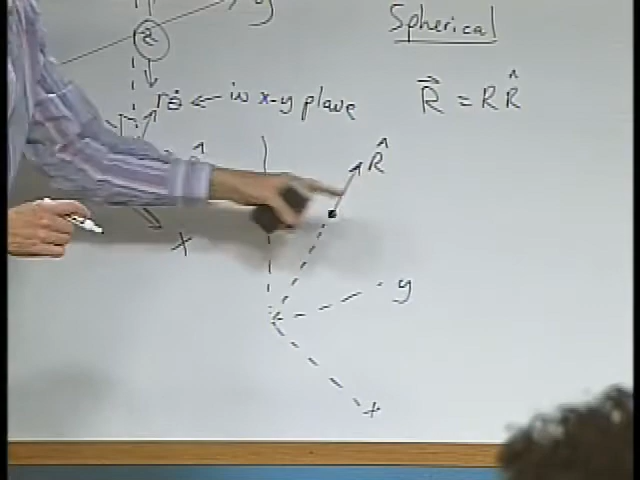 Spherical
y
z
rθ̇ ← in x-y plane
R⃗ = R R̂
R̂
x
y
x